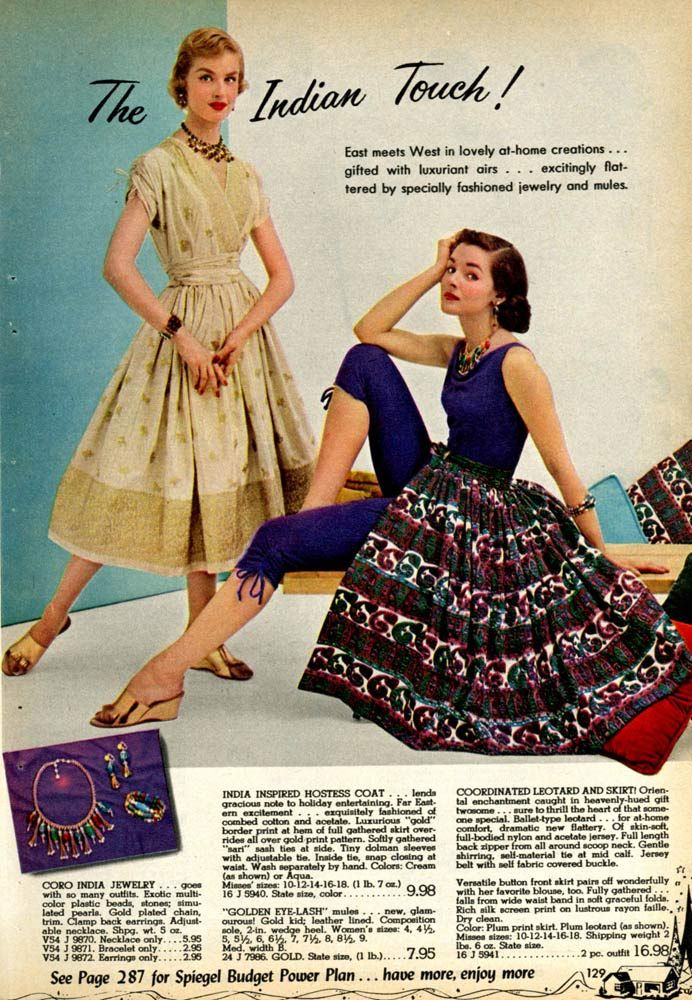 The Indian Touch!
East meets West in lovely at-home creations . . .
gifted with luxuriant airs . . . excitingly flat-
tered by specially fashioned jewelry and mules.
CORO INDIA JEWELRY . . . goes
with so many outfits. Exotic multi-
color plastic beads, stones; simu-
lated pearls. Gold plated chain,
trim. Clamp back earrings. Adjust-
able necklace. Shpg. wt. 5 oz.
V54 J 9870. Necklace only....5.95
V54 J 9871. Bracelet only....2.95
V54 J 9872. Earrings only....2.95
INDIA INSPIRED HOSTESS COAT . . . lends
gracious note to holiday entertaining. Far East-
ern excitement . . . exquisitely fashioned of
combed cotton and acetate. Luxurious "gold"
border print at hem of full gathered skirt over-
rides all over gold print pattern. Softly gathered
"sari" sash ties at side. Tiny dolman sleeves
with adjustable tie. Inside tie, snap closing at
waist. Wash separately by hand. Colors: Cream
(as shown) or Aqua.
Misses' sizes: 10-12-14-16-18. (1 lb. 7 oz.)
16 J 5940. State size, color..............9.98
"GOLDEN EYE-LASH" mules . . . new, glam-
ourous! Gold kid; leather lined. Composition
sole, 2-in. wedge heel. Women's sizes: 4, 4½,
5, 5½, 6, 6½, 7, 7½, 8, 8½, 9.
Med. width B.
24 J 7986. GOLD. State size, (1 lb.).....7.95
COORDINATED LEOTARD AND SKIRT! Orien-
tal enchantment caught in heavenly-hued gift
twosome . . . sure to thrill the heart of that some-
one special. Ballet-type leotard . . . for at-home
comfort, dramatic new flattery. Of skin-soft,
full-bodied nylon and acetate jersey. Full length
back zipper from all around scoop neck. Gentle
shirring, self-material tie at mid calf. Jersey
belt with self fabric covered buckle.
Versatile button front skirt pairs off wonderfully
with her favorite blouse, too. Fully gathered . . .
falls from wide waist band in soft graceful folds.
Rich silk screen print on lustrous rayon faille.
Dry clean.
Color: Plum print skirt. Plum leotard (as shown).
Misses sizes: 10-12-14-16-18. Shipping weight 2
lbs. 6 oz. State size.
16 J 5941................2 pc. outfit 16.98
See Page 287 for Spiegel Budget Power Plan . . . have more, enjoy more
129